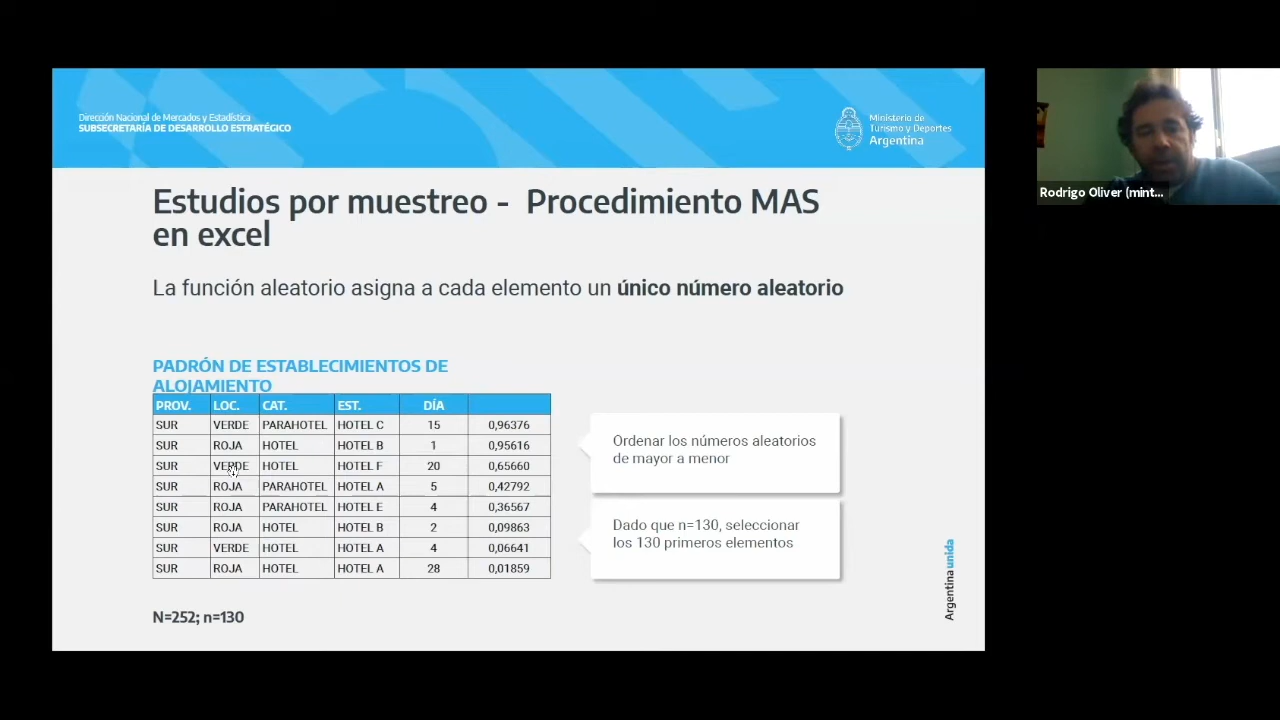 Dirección Nacional de Mercados y Estadística
SUBSECRETARÍA DE DESARROLLO ESTRATÉGICO
Ministerio de
Turismo y Deportes
Argentina
Rodrigo Oliver (mint...
Estudios por muestreo - Procedimiento MAS
en excel
La función aleatorio asigna a cada elemento un único número aleatorio
PADRÓN DE ESTABLECIMIENTOS DE
ALOJAMIENTO
PROV. LOC. CAT. EST. DÍA
SUR VERDE PARAHOTEL HOTEL C 15 0,96376
SUR ROJA HOTEL HOTEL B 1 0,95616
SUR VERDE HOTEL HOTEL F 20 0,65660
SUR ROJA PARAHOTEL HOTEL A 5 0,42792
SUR ROJA PARAHOTEL HOTEL E 4 0,36567
SUR ROJA HOTEL HOTEL B 2 0,09863
SUR VERDE HOTEL HOTEL A 4 0,06641
SUR ROJA HOTEL HOTEL A 28 0,01859
Ordenar los números aleatorios
de mayor a menor
Dado que n=130, seleccionar
los 130 primeros elementos
N=252; n=130
Argentina unida